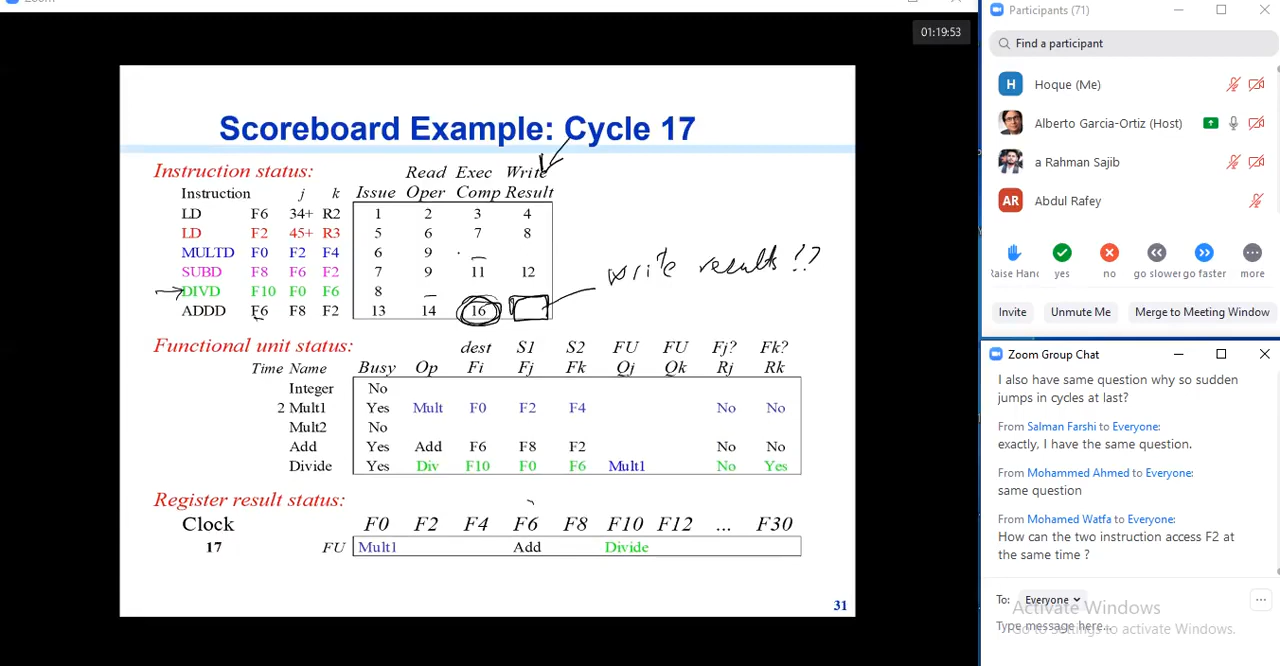 Zoom
01:19:53
Scoreboard Example: Cycle 17
Instruction status:
Read Exec Write
Instruction j k Issue Oper Comp Result
LD F6 34+ R2 1 2 3 4
LD F2 45+ R3 5 6 7 8
MULTD F0 F2 F4 6 9
SUBD F8 F6 F2 7 9 11 12
DIVD F10 F0 F6 8
ADDD F6 F8 F2 13 14 16
write results !?
Functional unit status:
dest S1 S2 FU FU Fj? Fk?
Time Name Busy Op Fi Fj Fk Qj Qk Rj Rk
Integer No
2 Mult1 Yes Mult F0 F2 F4 No No
Mult2 No
Add Yes Add F6 F8 F2 No No
Divide Yes Div F10 F0 F6 Mult1 No Yes
Register result status:
Clock F0 F2 F4 F6 F8 F10 F12 ... F30
17 FU Mult1 Add Divide
31
Participants (71)
Find a participant
H Hoque (Me)
Alberto Garcia-Ortiz (Host)
a Rahman Sajib
AR Abdul Rafey
Raise Hand yes no go slower go faster more
Invite Unmute Me Merge to Meeting Window
Zoom Group Chat
I also have same question why so sudden
jumps in cycles at last?
From Salman Farshi to Everyone:
exactly, I have the same question.
From Mohammed Ahmed to Everyone:
same question
From Mohamed Watfa to Everyone:
How can the two instruction access F2 at
the same time ?
To: Everyone
Type message here...
Activate Windows
Go to Settings to activate Windows.